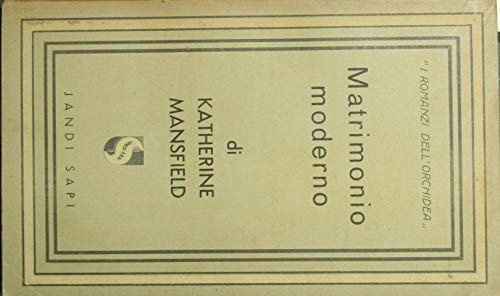 "I ROMANZI DELL'ORCHIDEA„
Matrimonio
moderno
di
KATHERINE
MANSFIELD
JANDI SAPI